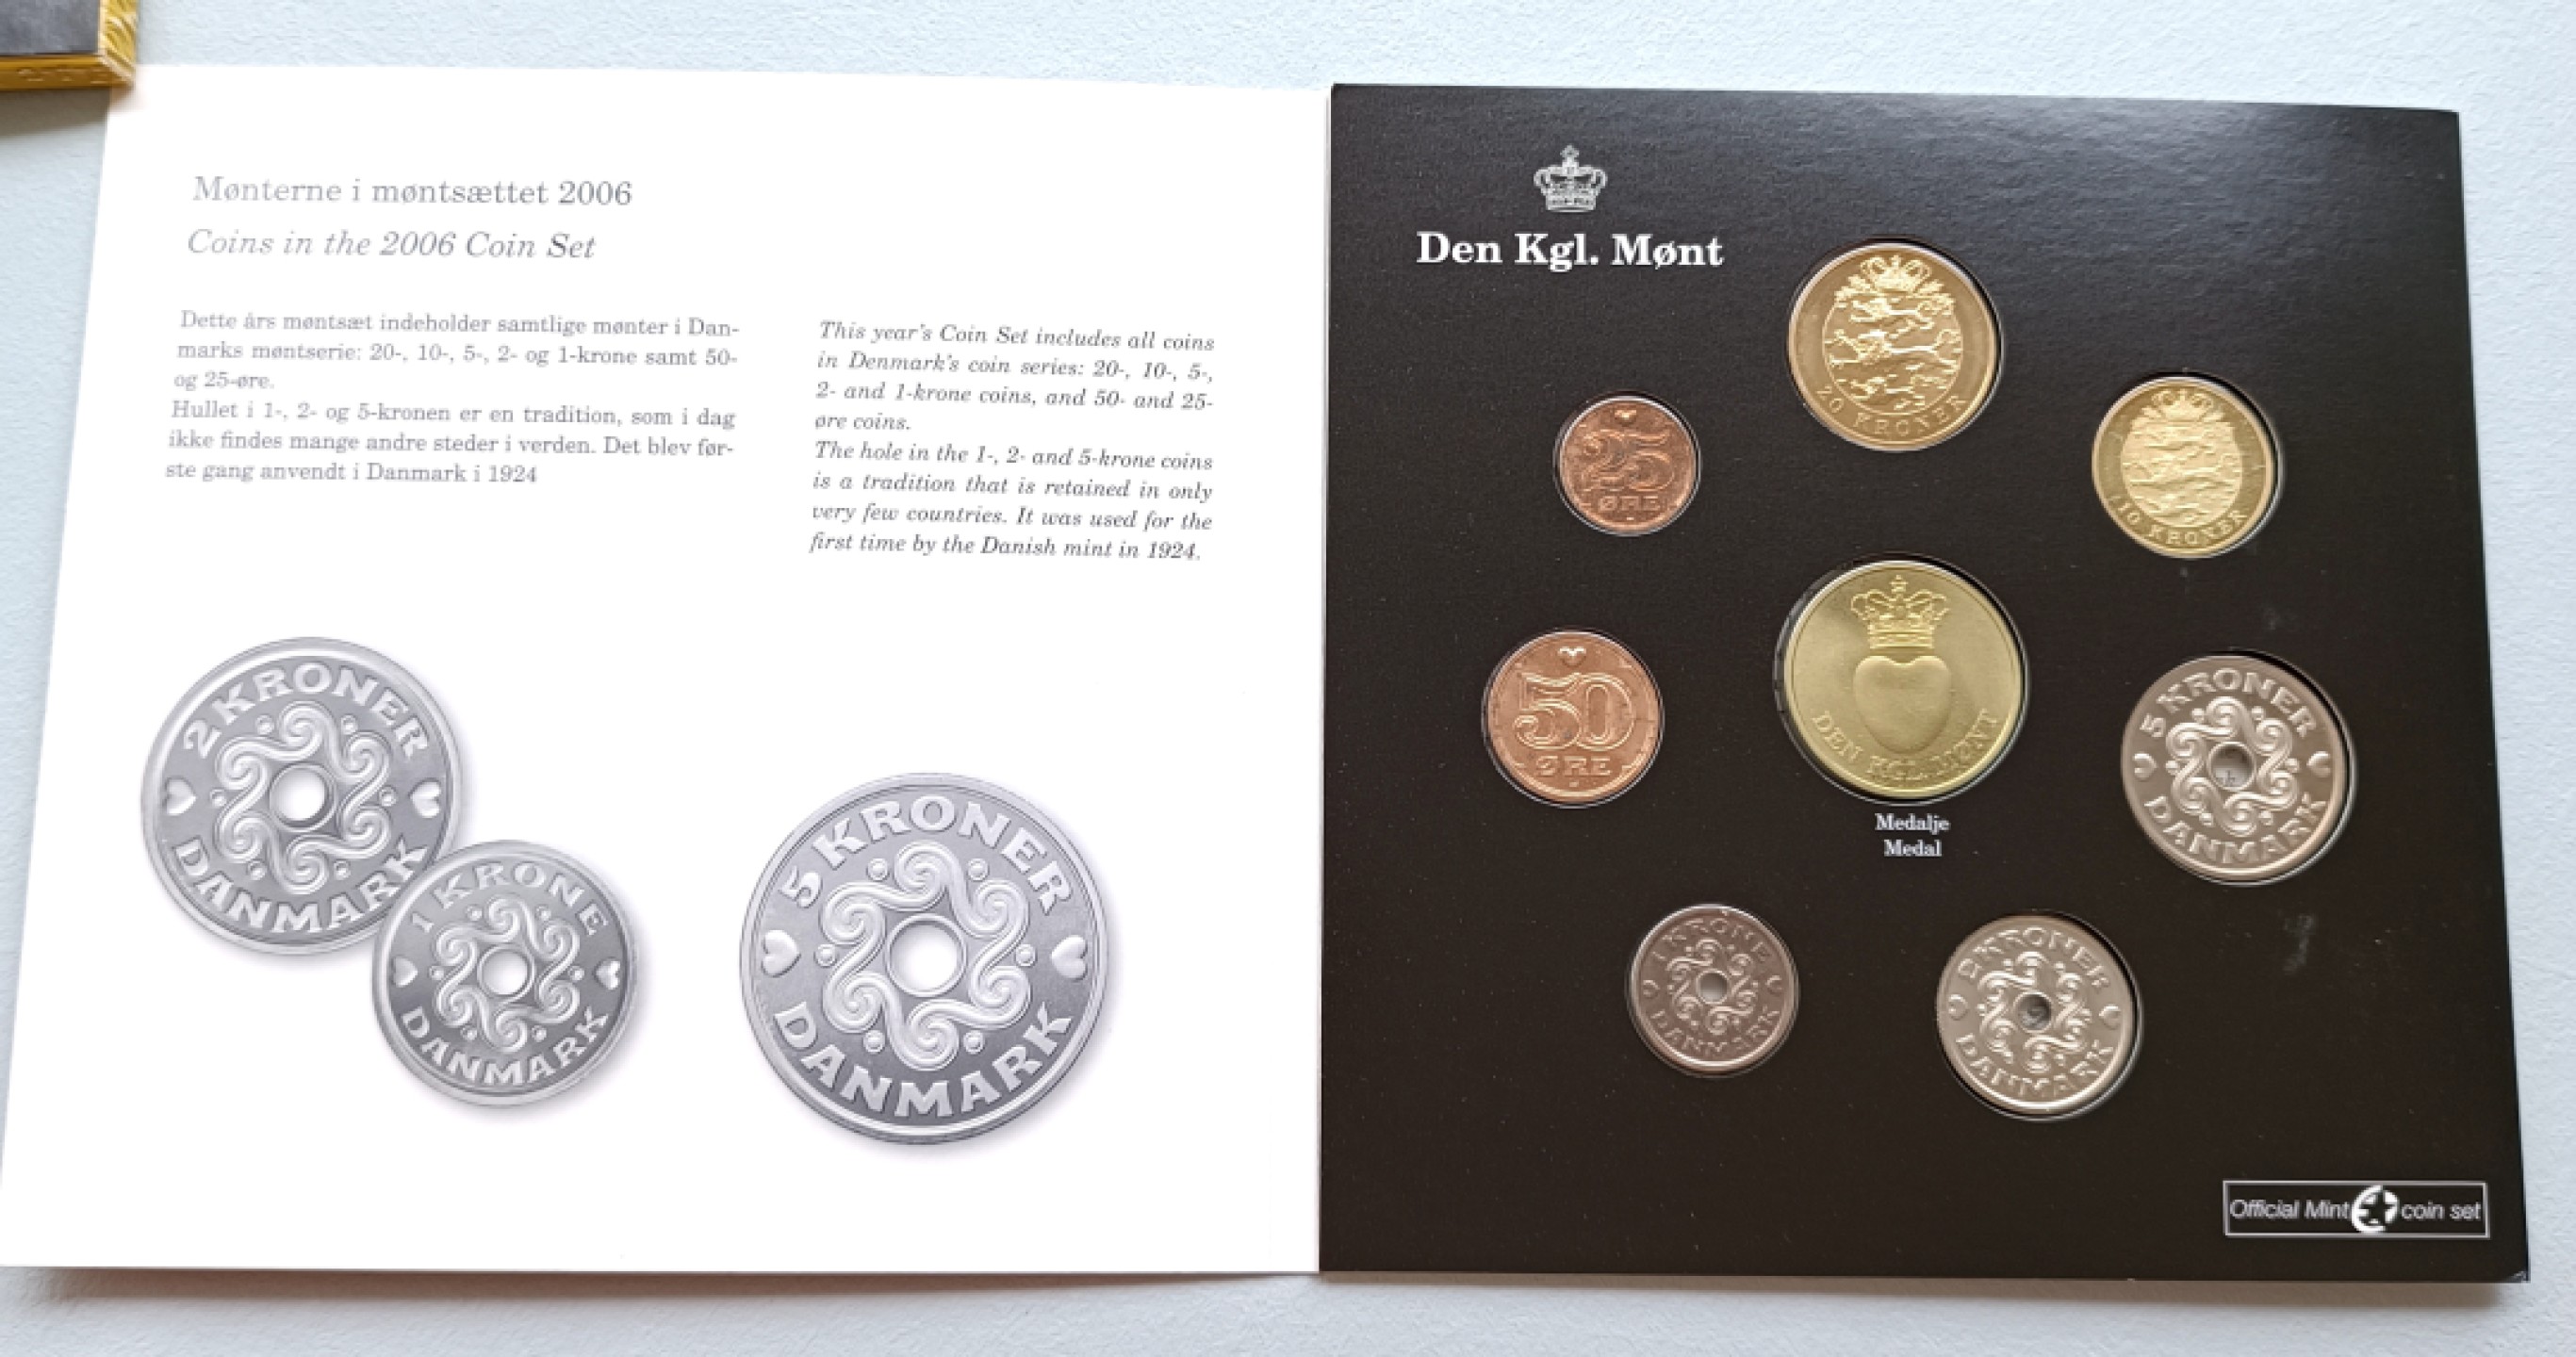 Mønterne i møntsættet 2006
Coins in the 2006 Coin Set
Dette års møntsæt indeholder samtlige mønter i Dan-
marks møntserie: 20-, 10-, 5-, 2- og 1-krone samt 50-
og 25-øre.
Hullet i 1-, 2- og 5-kronen er en tradition, som i dag
ikke findes mange andre steder i verden. Det blev før-
ste gang anvendt i Danmark i 1924
This year's Coin Set includes all coins
in Denmark's coin series: 20-, 10-, 5-,
2- and 1-krone coins, and 50- and 25-
øre coins.
The hole in the 1-, 2- and 5-krone coins
is a tradition that is retained in only
very few countries. It was used for the
first time by the Danish mint in 1924.
2 KRONER
DANMARK
1 KRONE
DANMARK
5 KRONER
DANMARK
Den Kgl. Mønt
20 KRONER
25
ØRE
10 KRONER
50
ØRE
DEN KGL. MØNT
Medalje
Medal
5 KRONER
DANMARK
1 KRONE
DANMARK
2 KRONER
DANMARK
Official Mint coin set